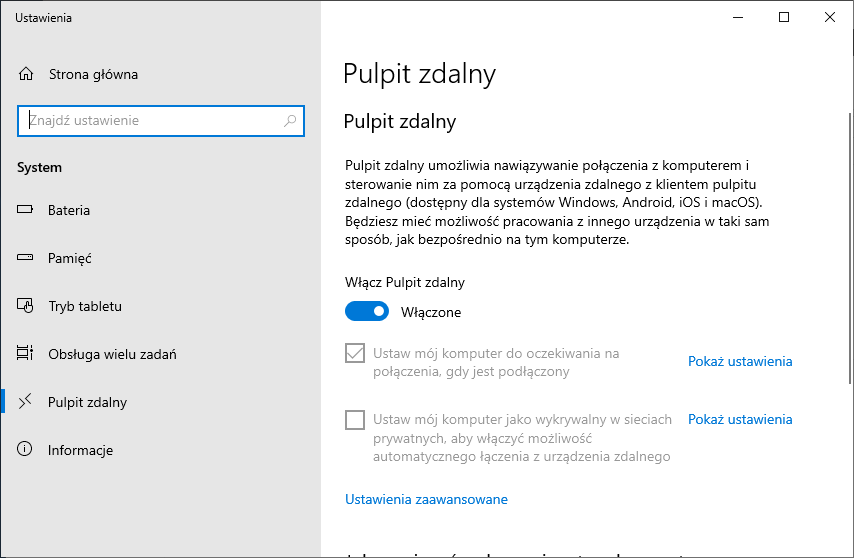 Ustawienia
Strona główna
Znajdź ustawienie
System
Bateria
Pamięć
Tryb tabletu
Obsługa wielu zadań
Pulpit zdalny
Informacje
Pulpit zdalny
Pulpit zdalny
Pulpit zdalny umożliwia nawiązywanie połączenia z komputerem i
sterowanie nim za pomocą urządzenia zdalnego z klientem pulpitu
zdalnego (dostępny dla systemów Windows, Android, iOS i macOS).
Będziesz mieć możliwość pracowania z innego urządzenia w taki sam
sposób, jak bezpośrednio na tym komputerze.
Włącz Pulpit zdalny
Włączone
Ustaw mój komputer do oczekiwania na
połączenia, gdy jest podłączony
Pokaż ustawienia
Ustaw mój komputer jako wykrywalny w sieciach
prywatnych, aby włączyć możliwość
automatycznego łączenia z urządzenia zdalnego
Pokaż ustawienia
Ustawienia zaawansowane